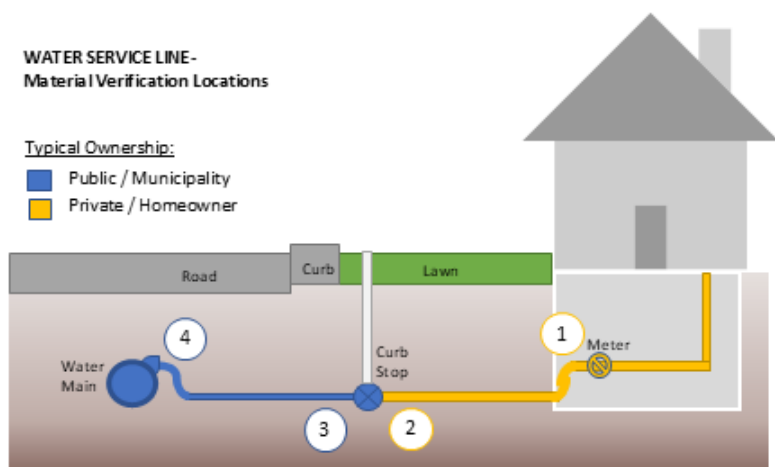 WATER SERVICE LINE-
Material Verification Locations
Typical Ownership:
Public / Municipality
Private / Homeowner
Road
Curb
Lawn
4
1
Meter
Water
Main
Curb
Stop
3
2